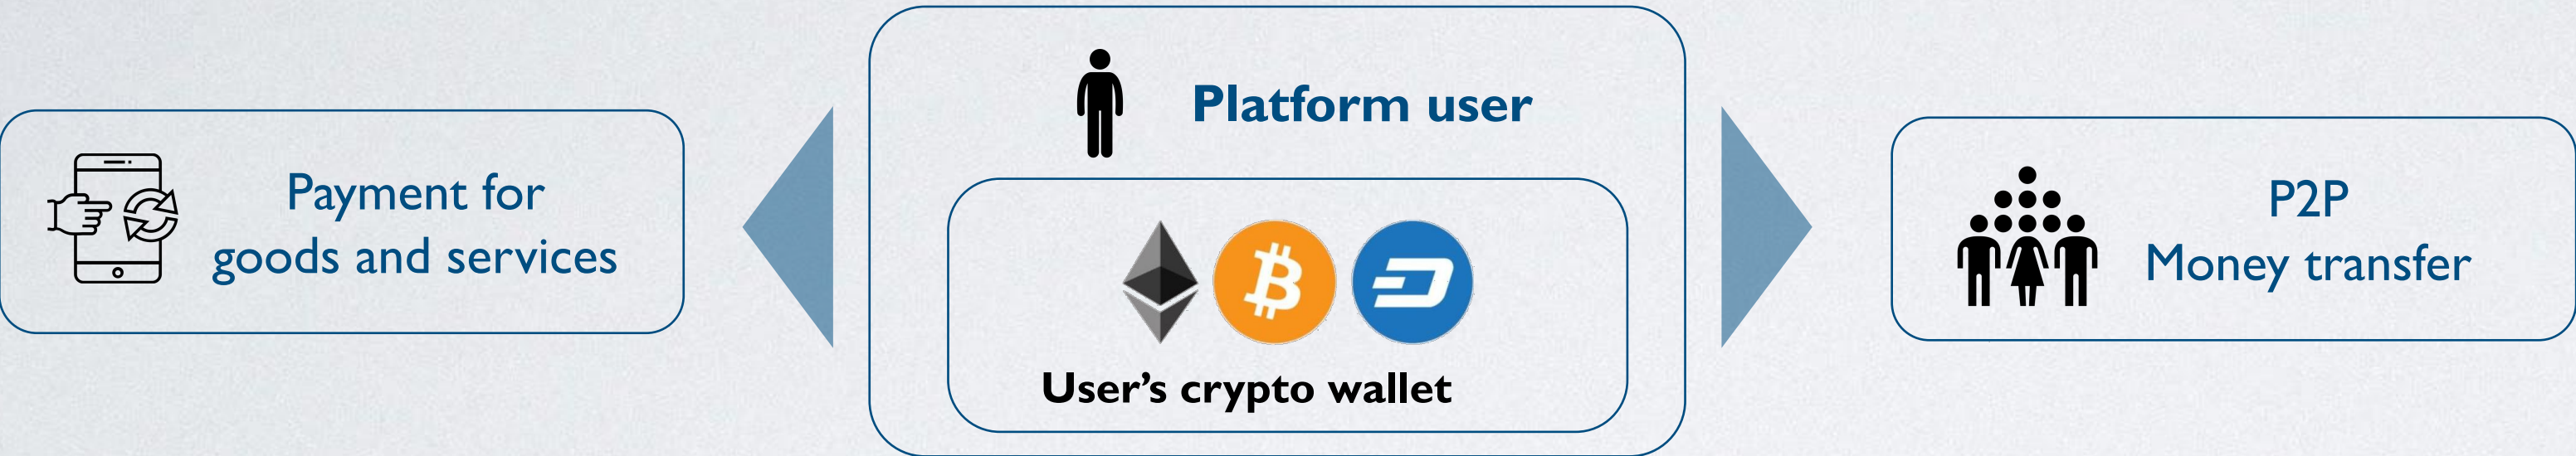 Payment for
goods and services
Platform user
User’s crypto wallet
P2P
Money transfer